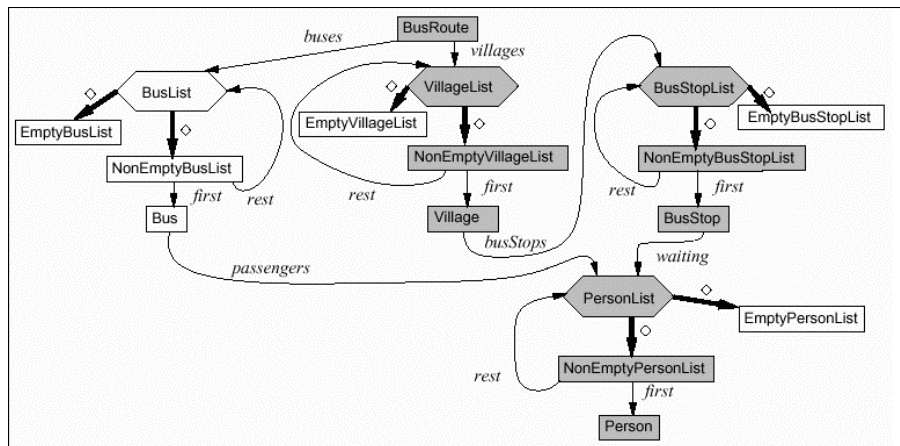 BusRoute
buses
villages
BusList
VillageList
BusStopList
EmptyBusList
EmptyVillageList
EmptyBusStopList
NonEmptyBusList
NonEmptyVillageList
NonEmptyBusStopList
first
rest
rest
first
rest
first
Bus
Village
BusStop
busStops
passengers
waiting
PersonList
EmptyPersonList
NonEmptyPersonList
rest
first
Person